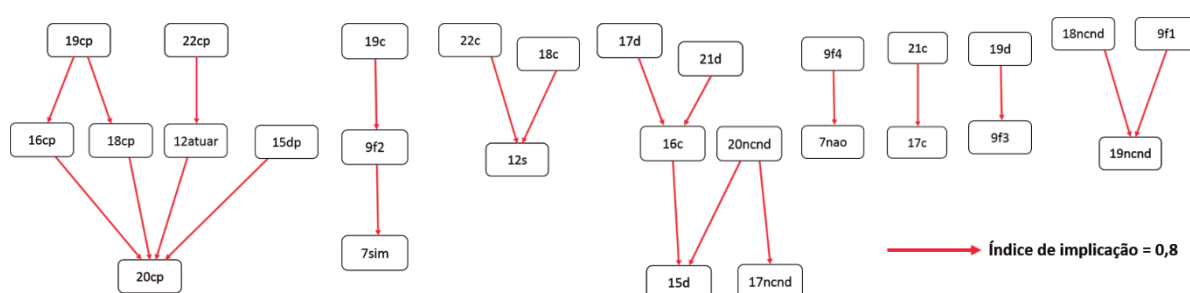 19cp
22cp
19c
22c
18c
17d
21d
9f4
21c
19d
18ncnd
9f1
16cp
18cp
12atuar
15dp
9f2
12s
16c
20ncnd
7nao
17c
9f3
19ncnd
7sim
20cp
15d
17ncnd
Índice de implicação = 0,8